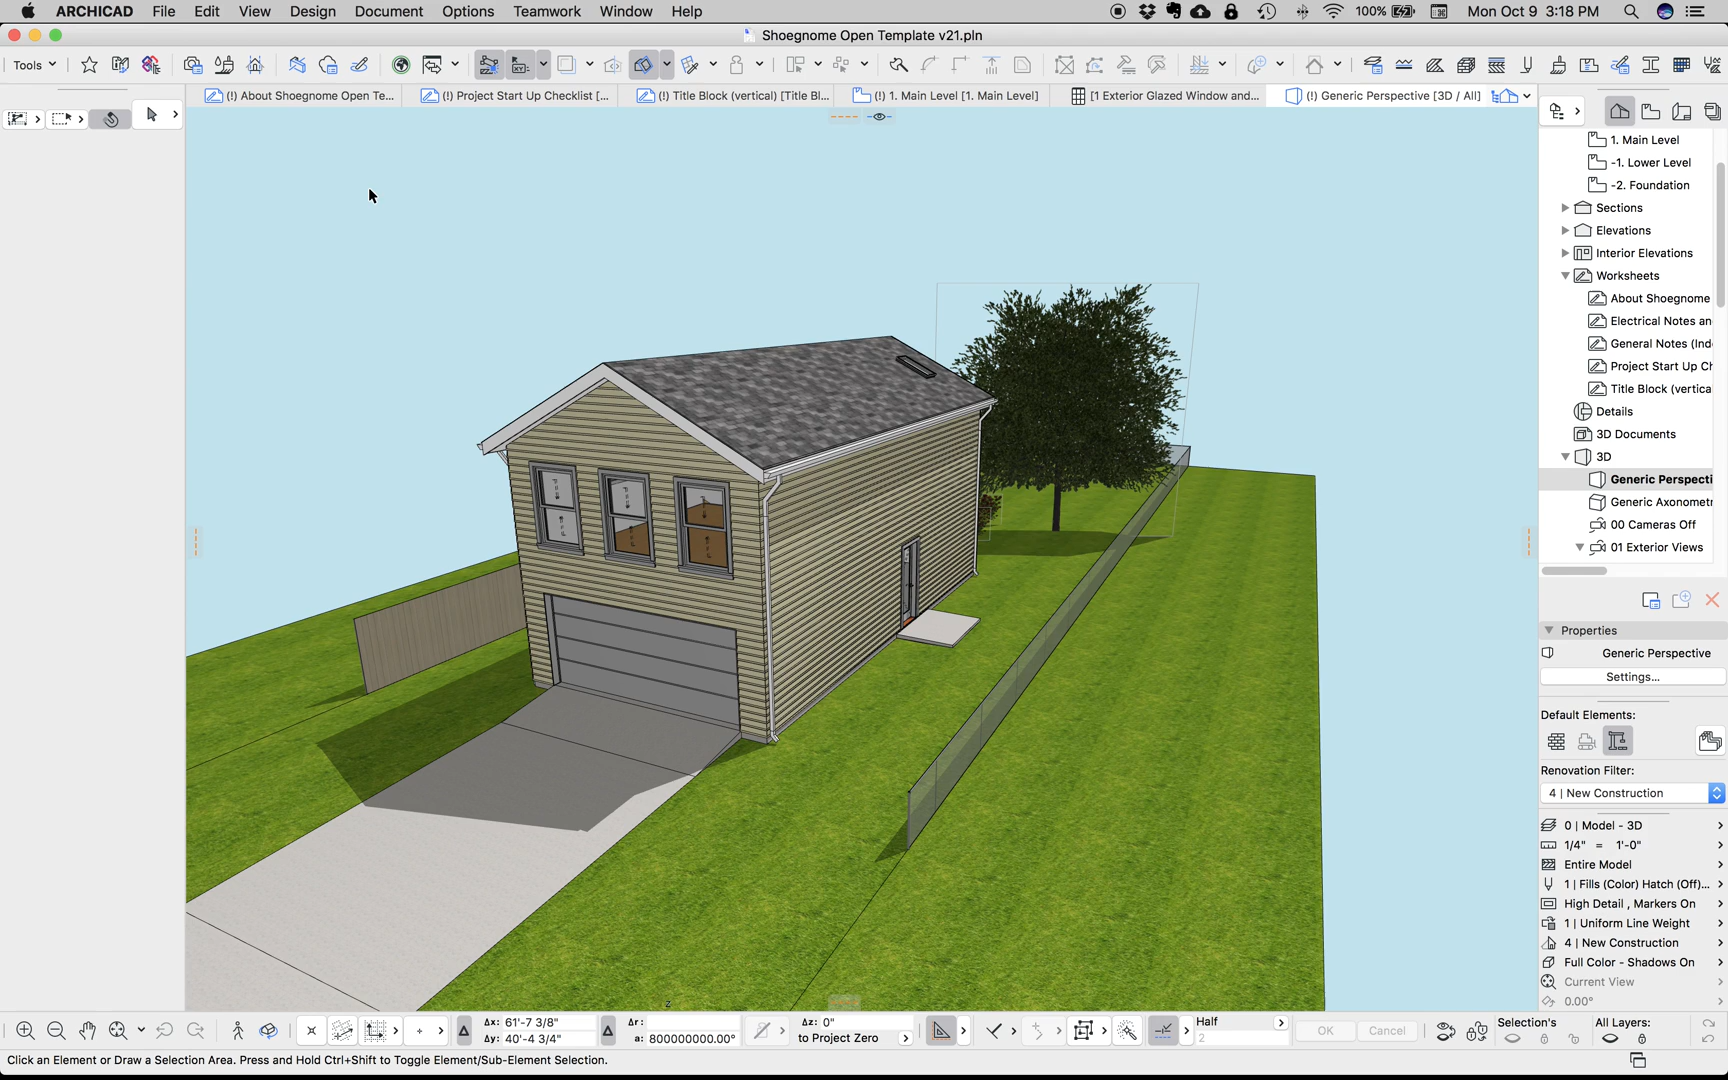 ARCHICAD File Edit View Design Document Options Teamwork Window Help 100% Mon Oct 9 3:18 PM
Shoegnome Open Template v21.pln
Tools
(!) About Shoegnome Open Te...
(!) Project Start Up Checklist [...
(!) Title Block (vertical) [Title Bl...
(!) 1. Main Level [1. Main Level]
[1 Exterior Glazed Window and...
(!) Generic Perspective [3D / All]
1. Main Level
-1. Lower Level
-2. Foundation
Sections
Elevations
Interior Elevations
Worksheets
About Shoegnome
Electrical Notes an
General Notes (Ind
Project Start Up Ch
Title Block (vertica
Details
3D Documents
3D
Generic Perspecti
Generic Axonometr
00 Cameras Off
01 Exterior Views
Properties
Generic Perspective
Settings...
Default Elements:
Renovation Filter:
4 | New Construction
0 | Model - 3D
1/4" = 1'-0"
Entire Model
1 | Fills (Color) Hatch (Off)...
High Detail , Markers On
1 | Uniform Line Weight
4 | New Construction
Full Color - Shadows On
Current View
0.00°
z
Δx: 61'-7 3/8"
Δy: 40'-4 3/4"
Δr:
a: 800000000.00°
Δz: 0"
to Project Zero
Half
2
OK
Cancel
Selection's
All Layers:
Click an Element or Draw a Selection Area. Press and Hold Ctrl+Shift to Toggle Element/Sub-Element Selection.